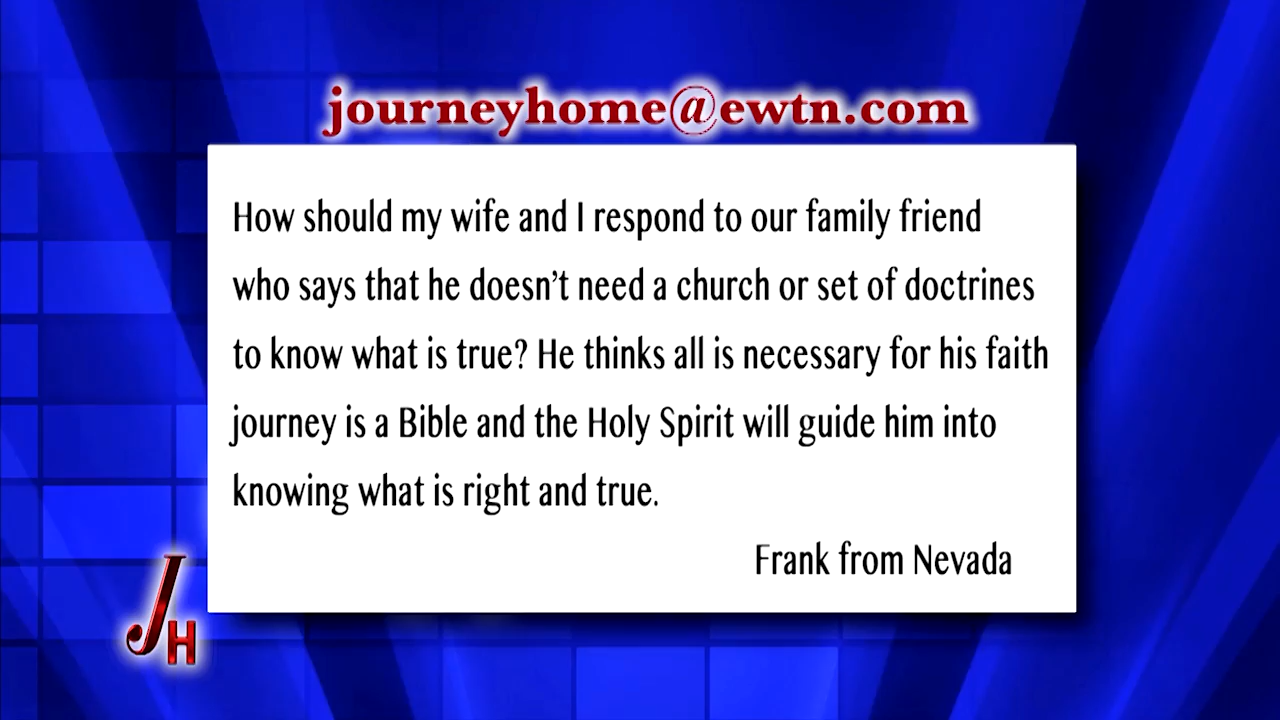 journeyhome@ewtn.com
How should my wife and I respond to our family friend
who says that he doesn't need a church or set of doctrines
to know what is true? He thinks all is necessary for his faith
journey is a Bible and the Holy Spirit will guide him into
knowing what is right and true.
Frank from Nevada
JH